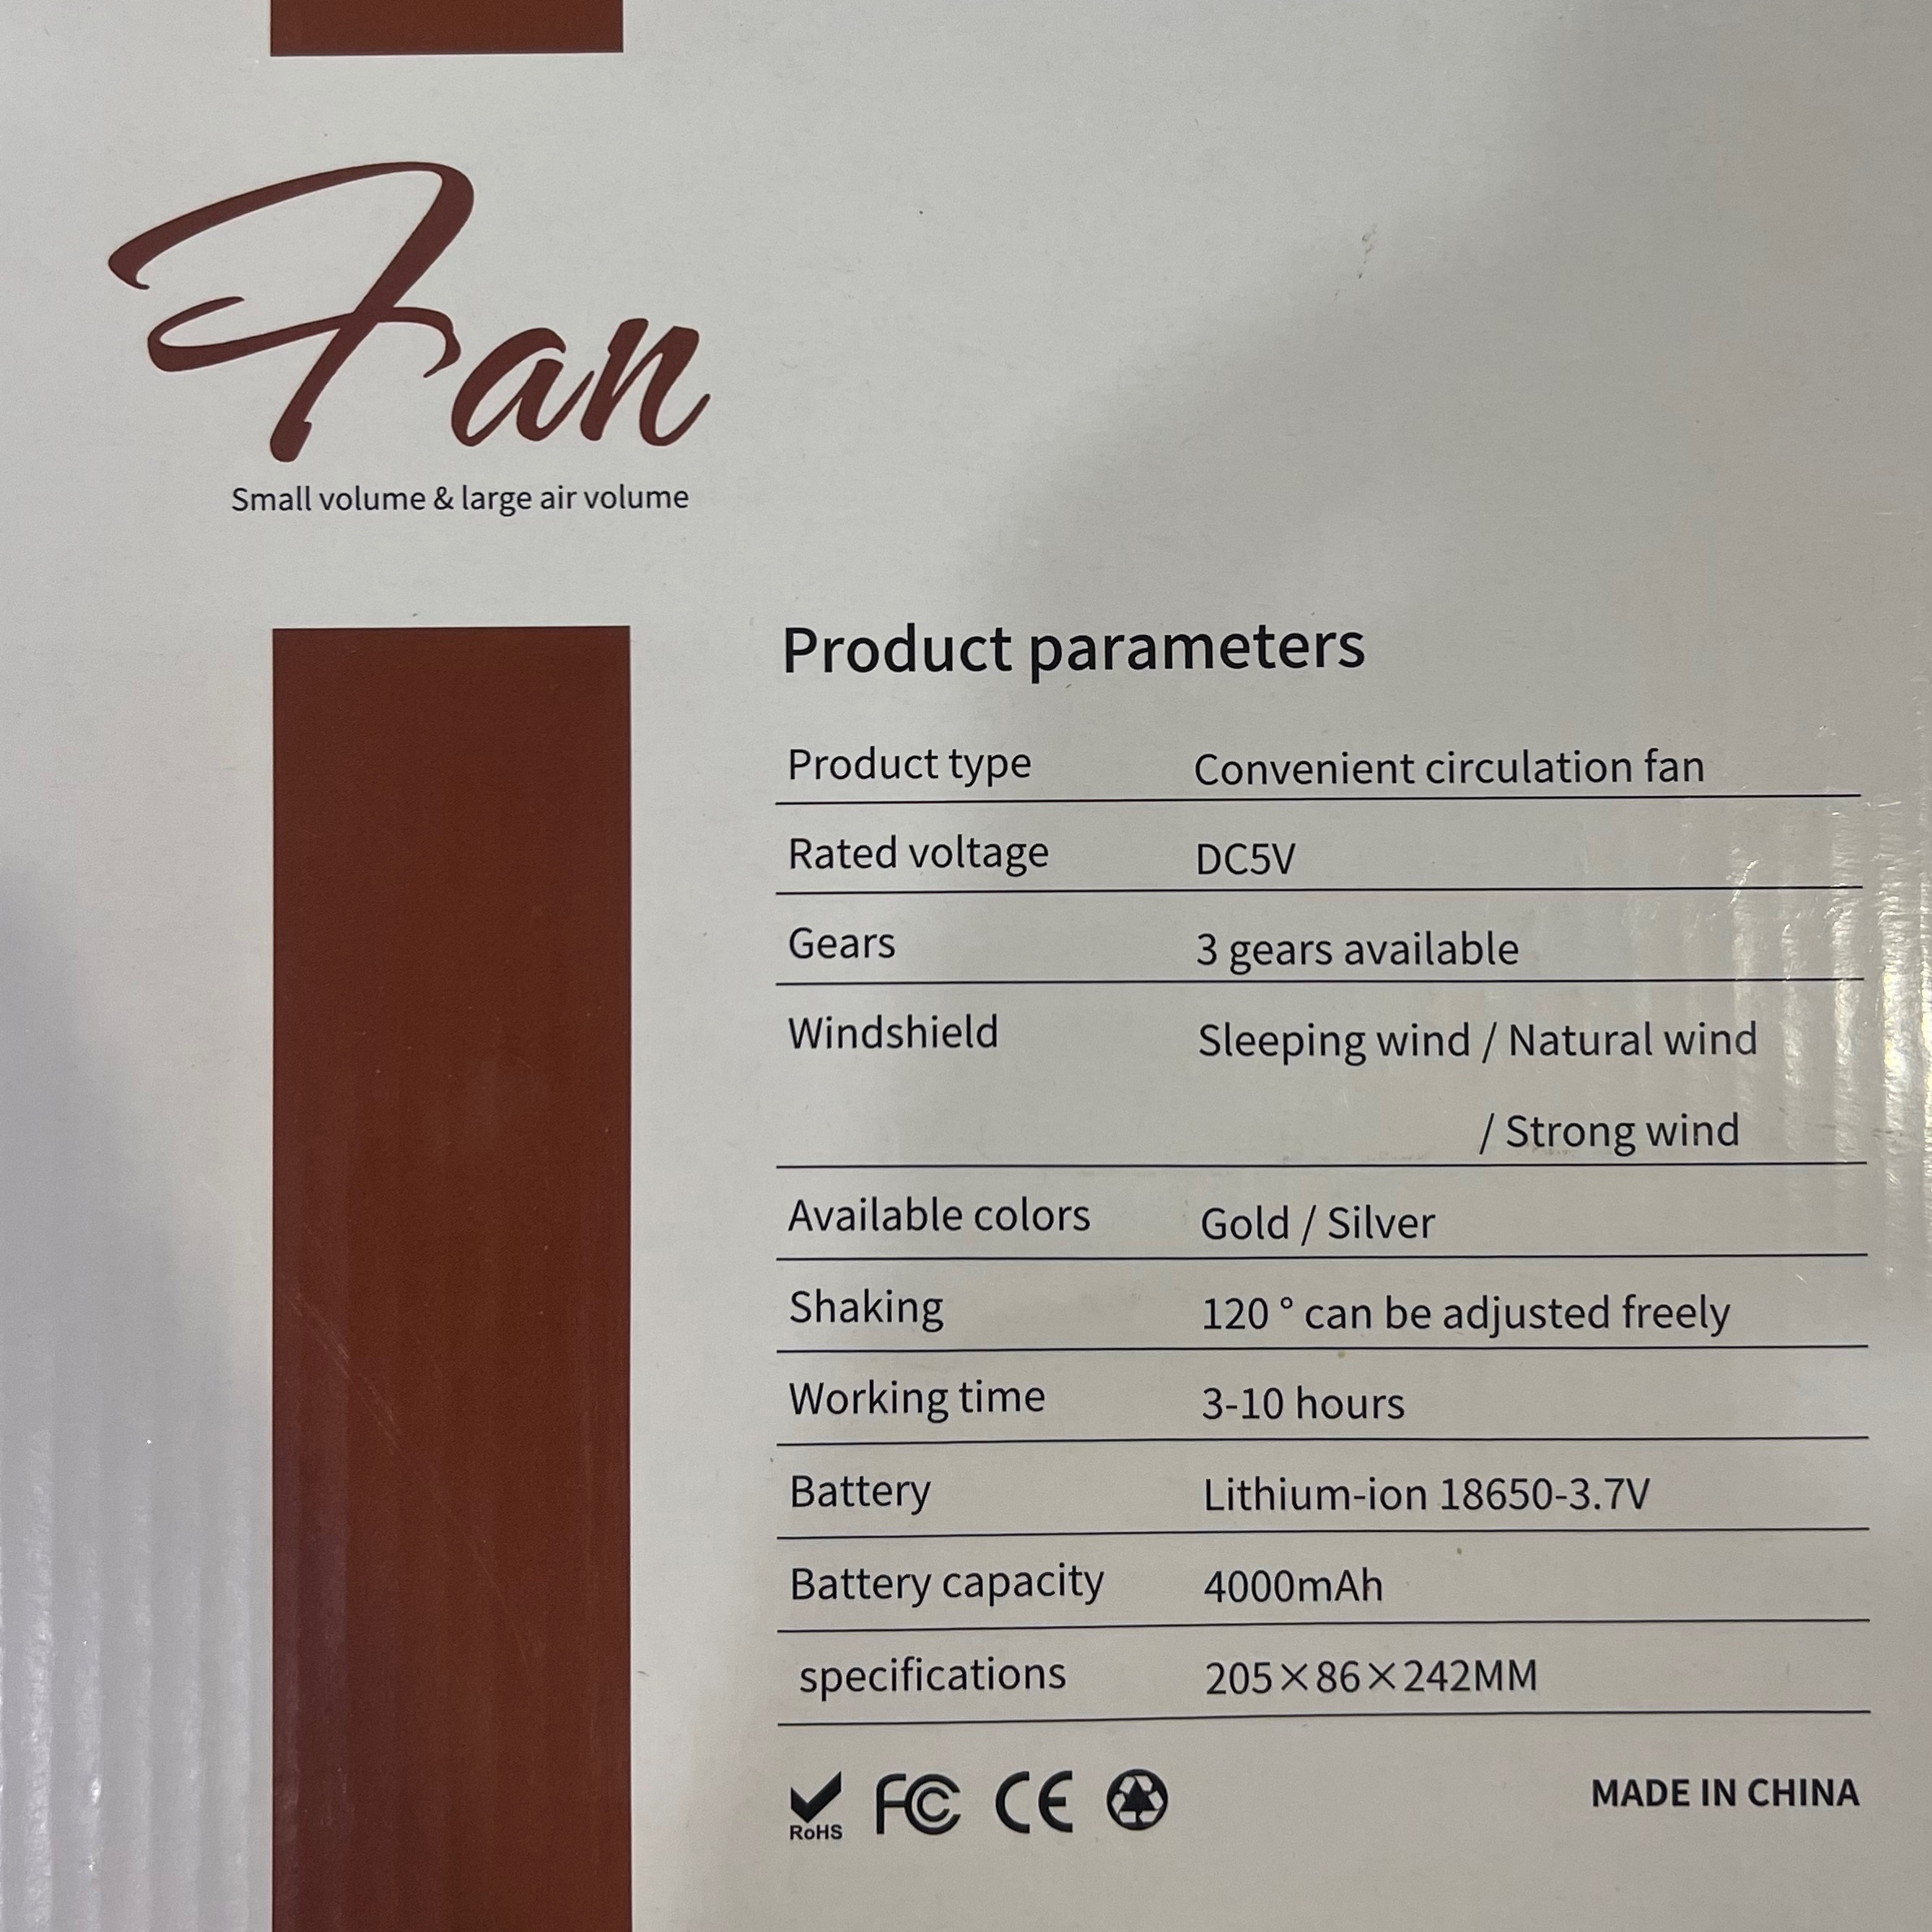 Fan
Small volume & large air volume
Product parameters
Product type Convenient circulation fan
Rated voltage DC5V
Gears 3 gears available
Windshield Sleeping wind / Natural wind
/ Strong wind
Available colors Gold / Silver
Shaking 120 ° can be adjusted freely
Working time 3-10 hours
Battery Lithium-ion 18650-3.7V
Battery capacity 4000mAh
specifications 205×86×242MM
RoHS FC CE MADE IN CHINA